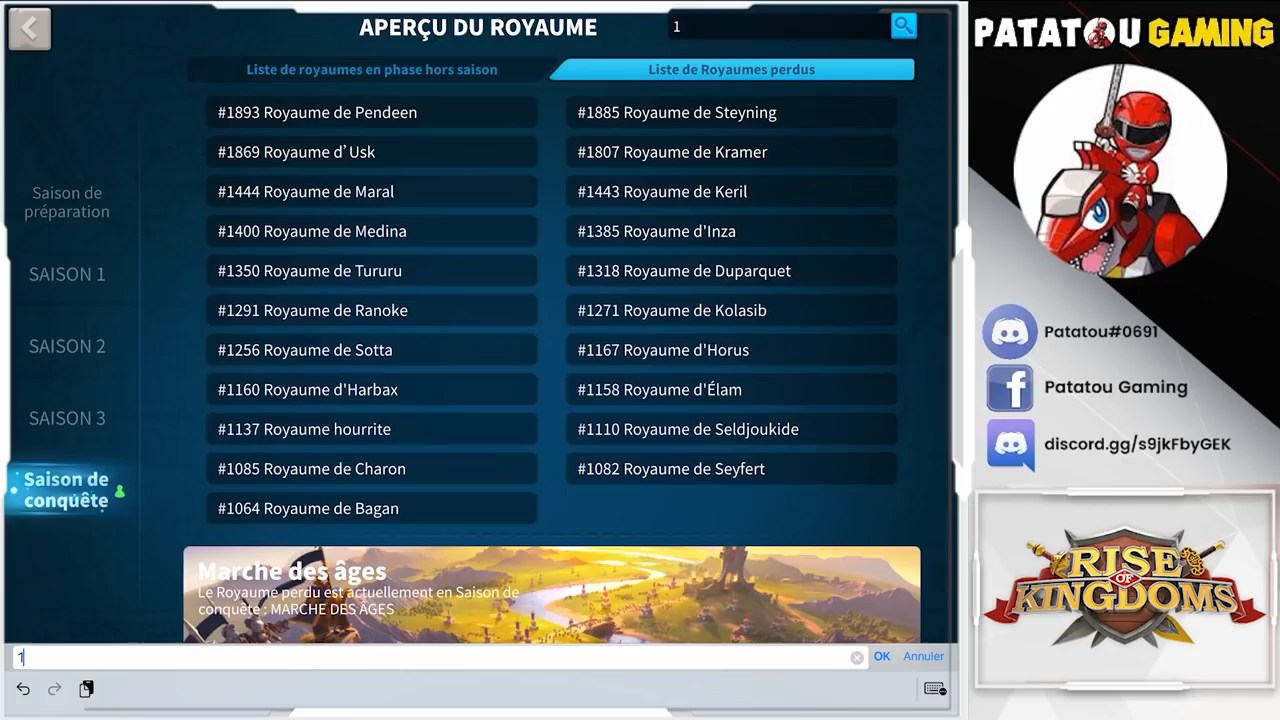 APERÇU DU ROYAUME
1
Liste de royaumes en phase hors saison
Liste de Royaumes perdus
#1893 Royaume de Pendeen
#1885 Royaume de Steyning
#1869 Royaume d’Usk
#1807 Royaume de Kramer
#1444 Royaume de Maral
#1443 Royaume de Keril
#1400 Royaume de Medina
#1385 Royaume d'Inza
#1350 Royaume de Tururu
#1318 Royaume de Duparquet
#1291 Royaume de Ranoke
#1271 Royaume de Kolasib
#1256 Royaume de Sotta
#1167 Royaume d'Horus
#1160 Royaume d'Harbax
#1158 Royaume d'Élam
#1137 Royaume hourrite
#1110 Royaume de Seldjoukide
#1085 Royaume de Charon
#1082 Royaume de Seyfert
#1064 Royaume de Bagan
Saison de
préparation
SAISON 1
SAISON 2
SAISON 3
Saison de
conquête
Marche des âges
Le Royaume perdu est actuellement en Saison de
conquête : MARCHE DES ÂGES
1
OK
Annuler
PATATOU GAMING
Patatou#0691
Patatou Gaming
discord.gg/s9jkFbyGEK
RISE
OF
KINGDOMS